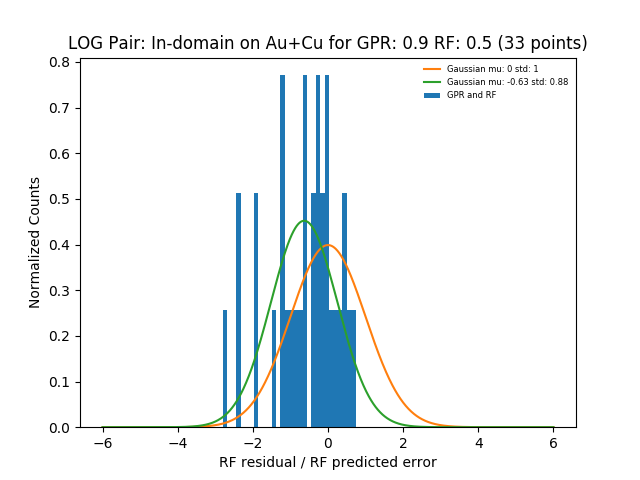 LOG Pair: In-domain on Au+Cu for GPR: 0.9 RF: 0.5 (33 points)
Gaussian mu: 0 std: 1
Gaussian mu: -0.63 std: 0.88
GPR and RF
0.8
0.7
0.6
0.5
0.4
0.3
0.2
0.1
0.0
Normalized Counts
−6 −4 −2 0 2 4 6
RF residual / RF predicted error